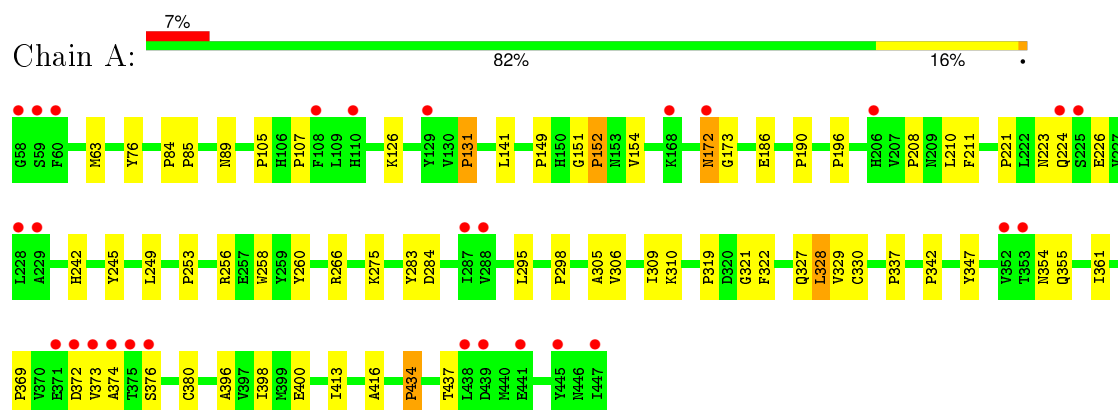 7%
Chain A:
82% 16% •
G58 S59 F60 M63 Y76 P84 P85 N89 P105 H106 P107 F108 L109 H110 K126 Y129 V130 P131 L141 P149 H150 G151 P152 N153 V154 K168 N172 G173 E186 P190 P196 H206 V207 P208 N209 L210 F211 P221 L222 N223 Q224 S225 E226 V227
L228 A229 H242 Y245 L249 P253 R256 E257 W258 Y259 Y260 R266 K275 Y283 D284 I287 V288 L295 P298 A305 V306 I309 K310 P319 D320 G321 F322 Q327 L328 V329 C330 P337 P342 Y347 V352 T353 N354 Q355 I361
P369 V370 E371 D372 V373 A374 T375 S376 C380 A396 V397 I398 M399 E400 I413 A416 P434 T437 L438 D439 M440 E441 Y445 N446 I447